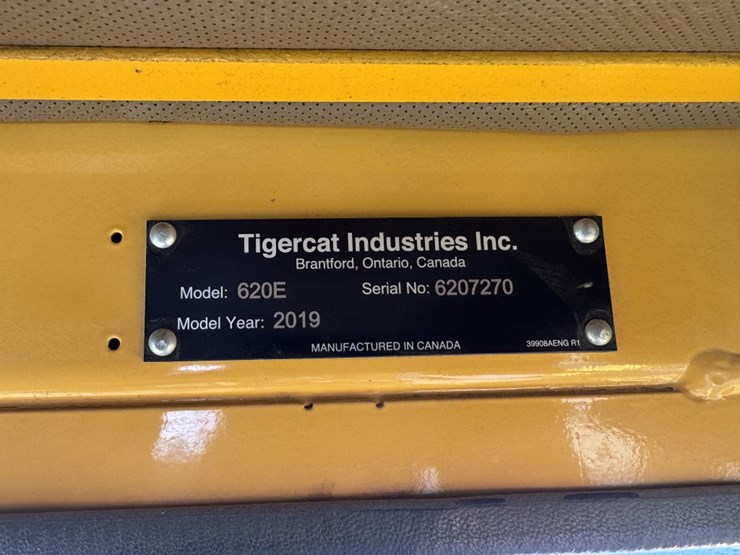 Tigercat Industries Inc.
Brantford, Ontario, Canada
Model: 620E Serial No: 6207270
Model Year: 2019
MANUFACTURED IN CANADA 39908AENG R1